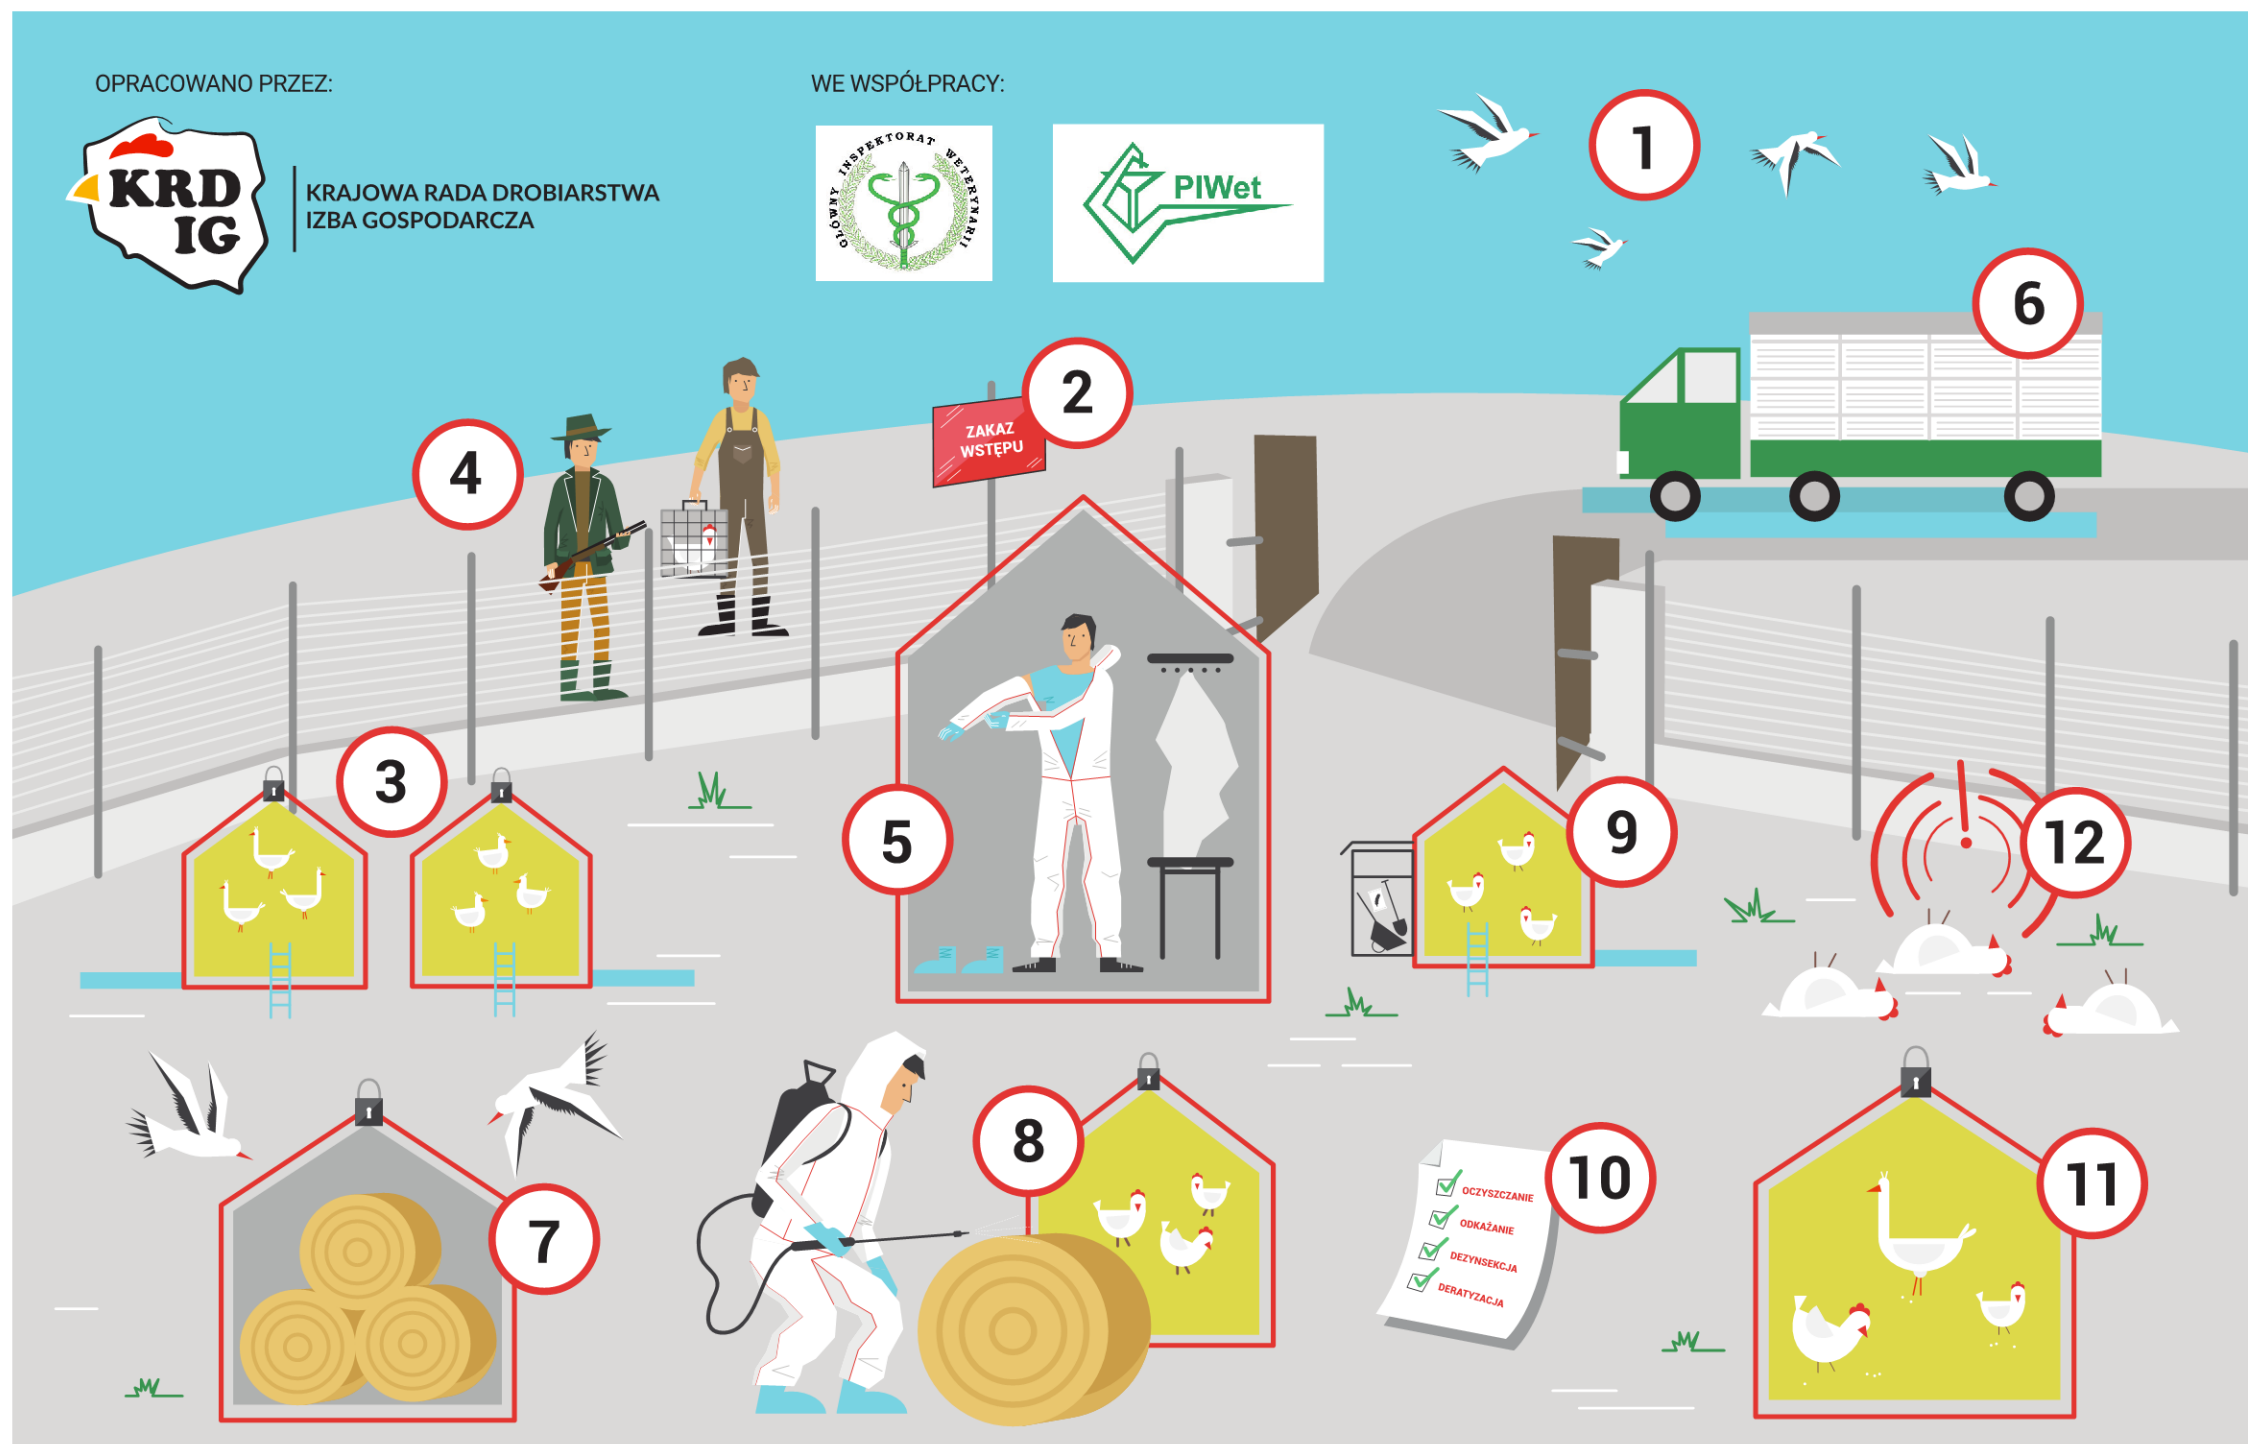 OPRACOWANO PRZEZ:
WE WSPÓŁPRACY:
KRD
IG
KRAJOWA RADA DROBIARSTWA
IZBA GOSPODARCZA
GŁÓWNY INSPEKTORAT WETERYNARII
PIWet
1
6
2
ZAKAZ
WSTĘPU
4
3
5
9
12
7
8
10
OCZYSZCZANIE
ODKAŻANIE
DEZYNSEKCJA
DERATYZACJA
11